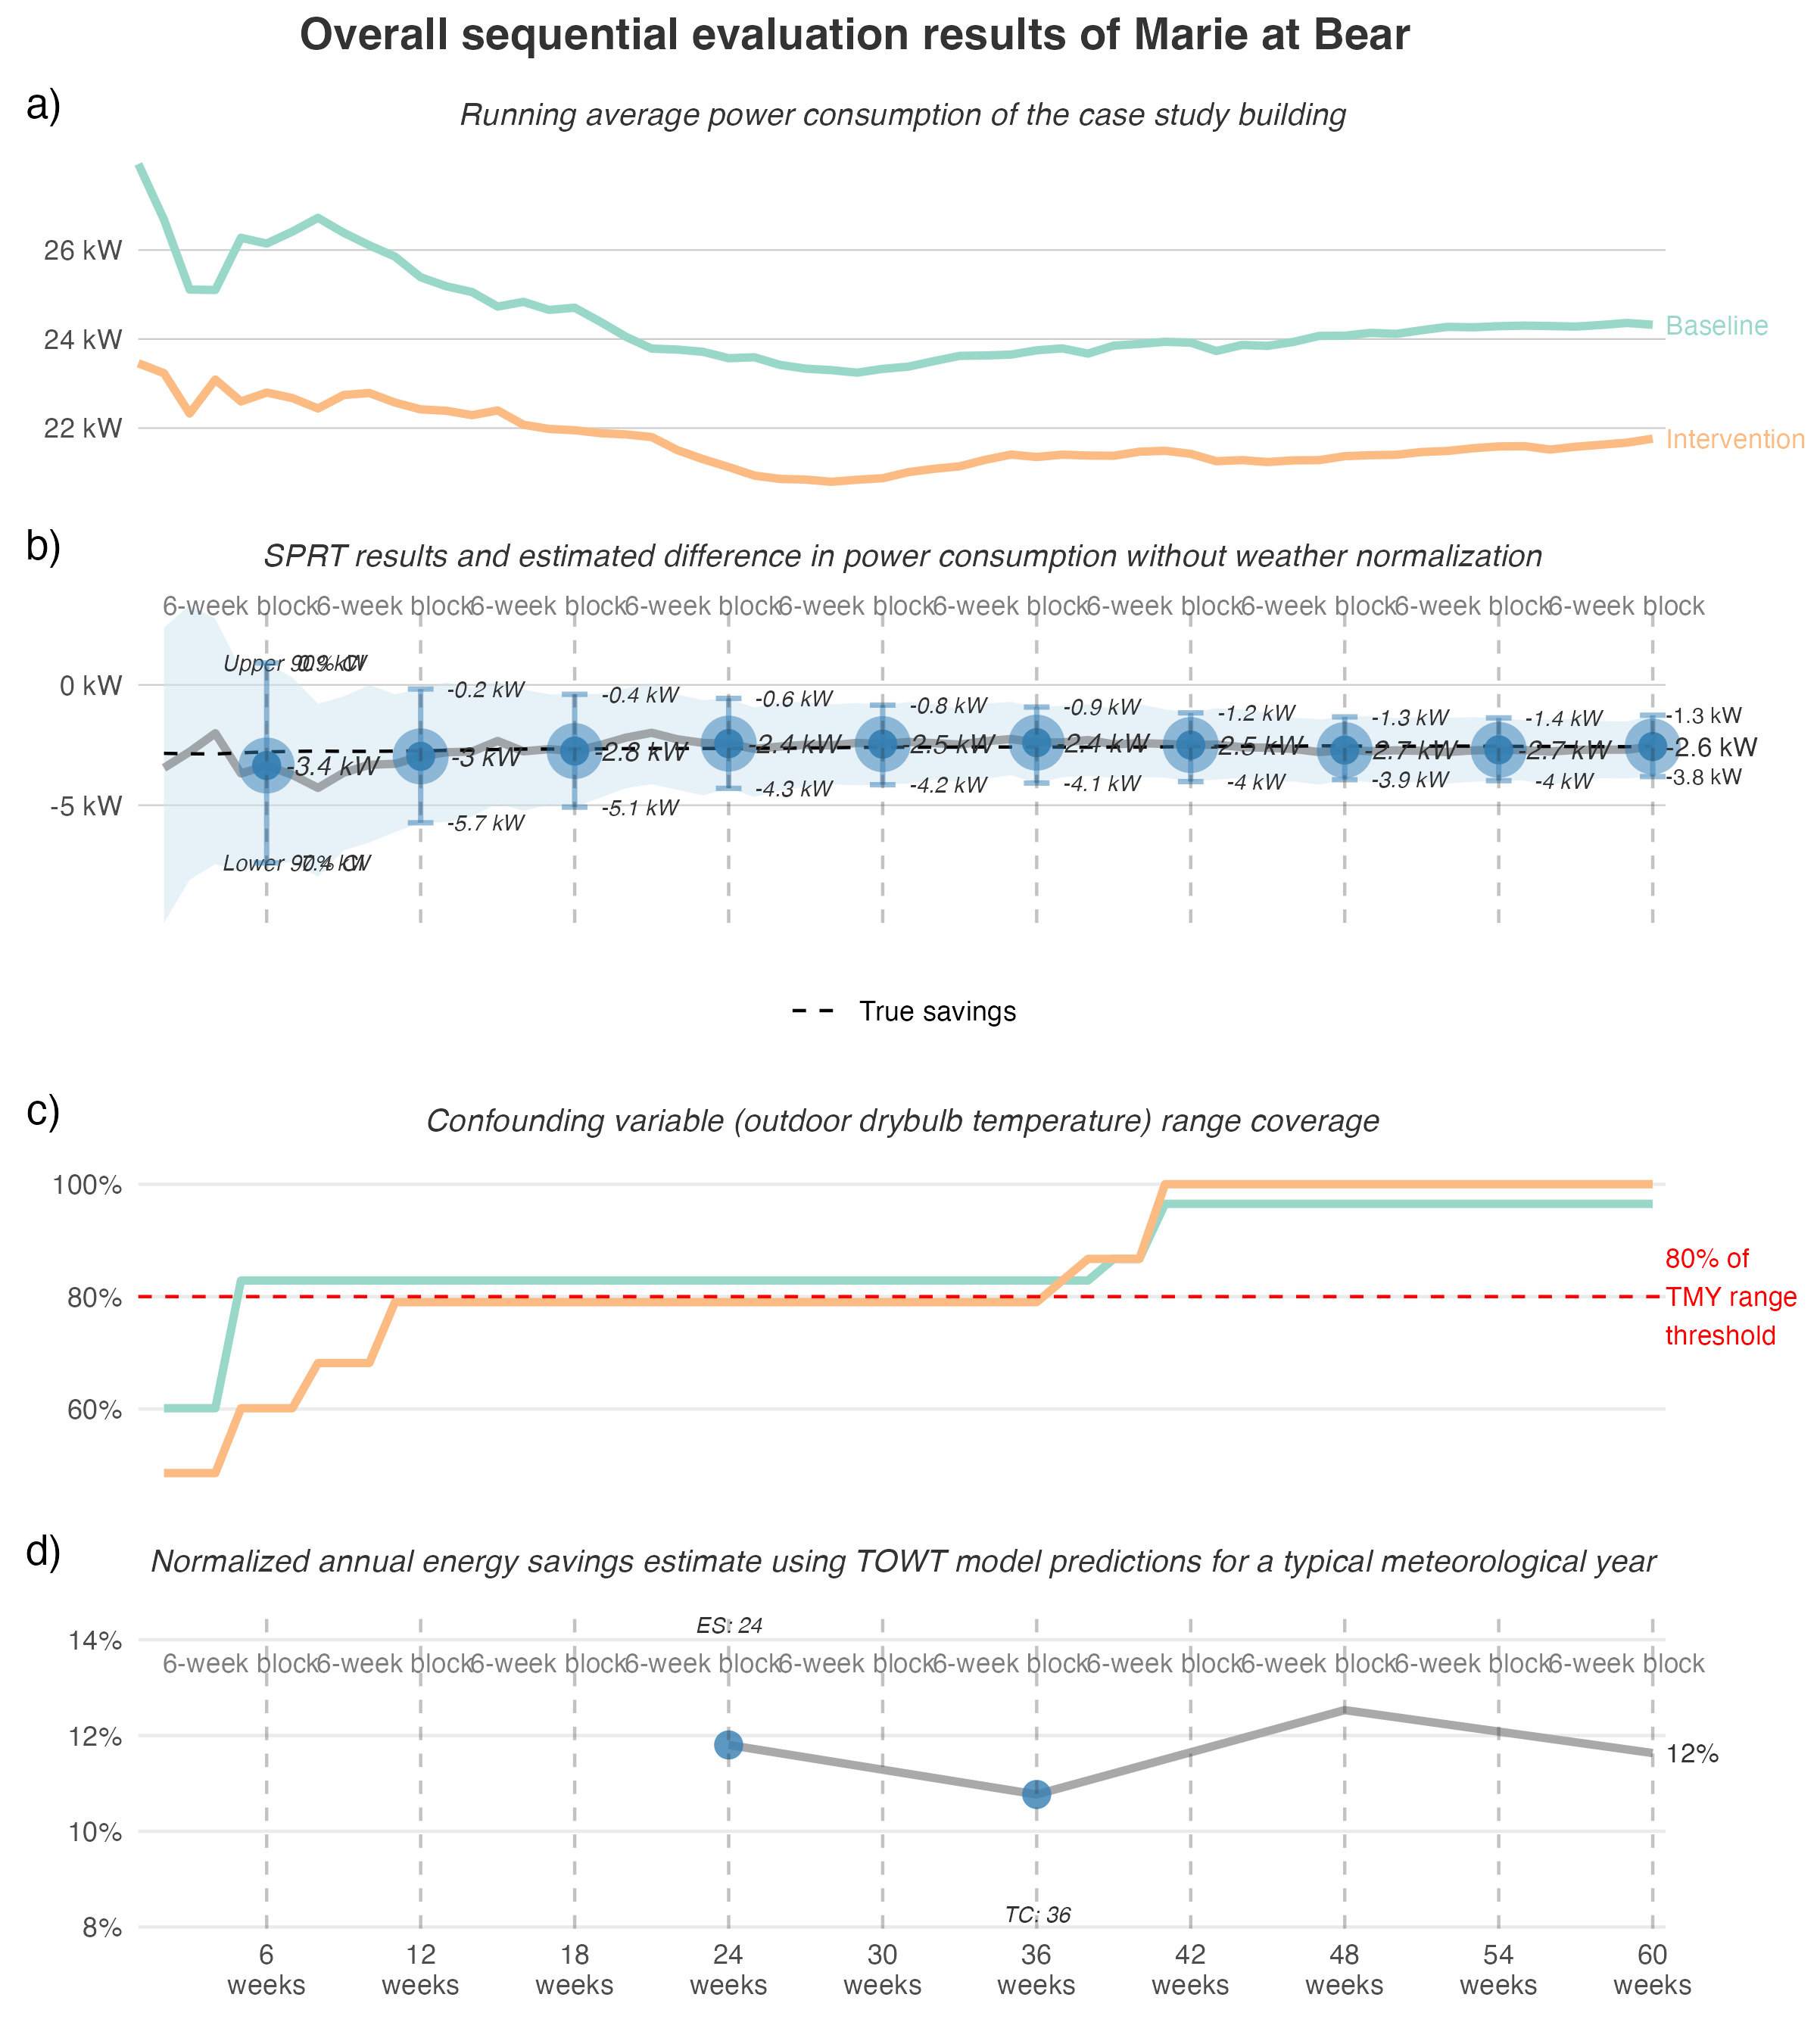 Overall sequential evaluation results of Marie at Bear
a)
Running average power consumption of the case study building
26 kW
24 kW
22 kW
Baseline
Intervention
b)
SPRT results and estimated difference in power consumption without weather normalization
6-week block 6-week block 6-week block 6-week block 6-week block 6-week block 6-week block 6-week block 6-week block 6-week block
Upper 90% CI 0.9 kW
0 kW
-0.2 kW
-0.4 kW
-0.6 kW
-0.8 kW
-0.9 kW
-1.2 kW
-1.3 kW
-1.4 kW
-1.3 kW
-3.4 kW
-3 kW
-2.8 kW
-2.4 kW
-2.5 kW
-2.4 kW
-2.5 kW
-2.7 kW
-2.7 kW
-2.6 kW
-5 kW
-5.7 kW
-5.1 kW
-4.3 kW
-4.2 kW
-4.1 kW
-4 kW
-3.9 kW
-4 kW
-3.8 kW
Lower 90% CI -7.4 kW
True savings
c)
Confounding variable (outdoor drybulb temperature) range coverage
100%
80%
60%
80% of
TMY range
threshold
d)
Normalized annual energy savings estimate using TOWT model predictions for a typical meteorological year
ES: 24
14%
6-week block 6-week block 6-week block 6-week block 6-week block 6-week block 6-week block 6-week block 6-week block 6-week block
12%
12%
10%
TC: 36
8%
6 12 18 24 30 36 42 48 54 60
weeks weeks weeks weeks weeks weeks weeks weeks weeks weeks